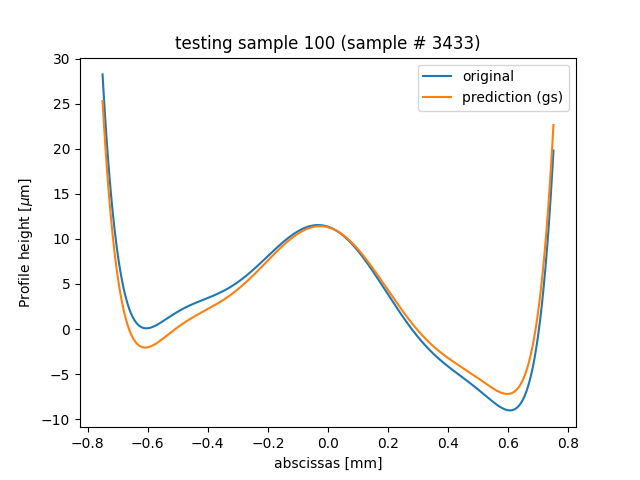 testing sample 100 (sample # 3433)
original
prediction (gs)
Profile height [μm]
30
25
20
15
10
5
0
−5
−10
−0.8 −0.6 −0.4 −0.2 0.0 0.2 0.4 0.6 0.8
abscissas [mm]